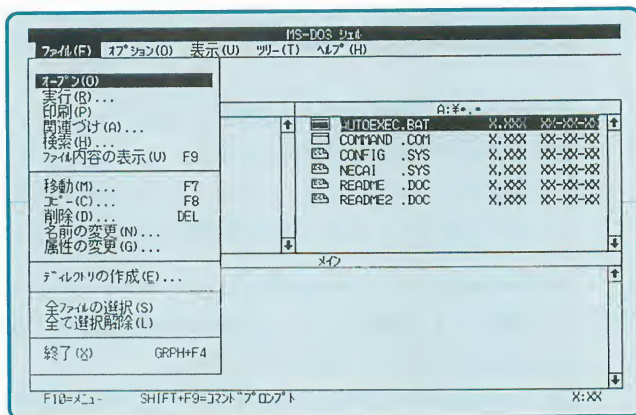 MS-DOS シェル
ファイル(F) オプション(O) 表示(U) ツリー(T) ヘルプ(H)
オープン(O)
実行(R)...
印刷(P)
関連づけ(A)...
検索(H)...
ファイル内容の表示(U) F9
移動(M)... F7
コピー(C)... F8
削除(D)... DEL
名前の変更(N)...
属性の変更(G)...
ディレクトリの作成(E)...
全ファイルの選択(S)
全て選択解除(L)
終了(X) GRPH+F4
A:¥*.*
AUTOEXEC.BAT X,XXX XX-XX-XX
COMMAND .COM X,XXX XX-XX-XX
CONFIG .SYS X,XXX XX-XX-XX
NECAI .SYS X,XXX XX-XX-XX
README .DOC X,XXX XX-XX-XX
README2 .DOC X,XXX XX-XX-XX
メイン
F10=メニュー SHIFT+F9=コマンドプロンプト X:XX